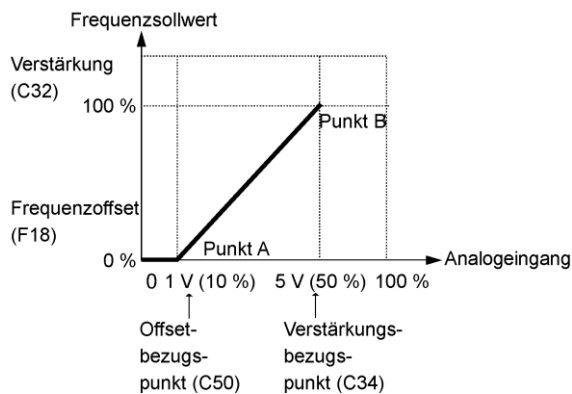 Frequenzsollwert
Verstärkung
(C32)
100 %
Punkt B
Frequenzoffset
(F18)
Punkt A
0 %
Analogeingang
0 1 V (10 %) 5 V (50 %) 100 %
Offset-
bezugs-
punkt (C50)
Verstärkungs-
bezugs-
punkt (C34)